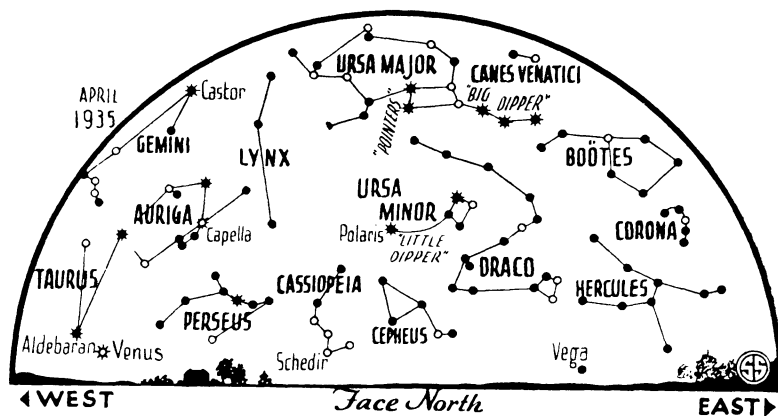 URSA MAJOR
CANES VENATICI
APRIL
1935
Castor
"POINTERS"
"BIG DIPPER"
GEMINI
LYNX
BOÖTES
URSA
MINOR
AURIGA
Capella
Polaris
"LITTLE
DIPPER"
CORONA
TAURUS
CASSIOPEIA
DRACO
HERCULES
PERSEUS
CEPHEUS
Aldebaran
Venus
Schedir
Vega
SS
WEST
Face North
EAST